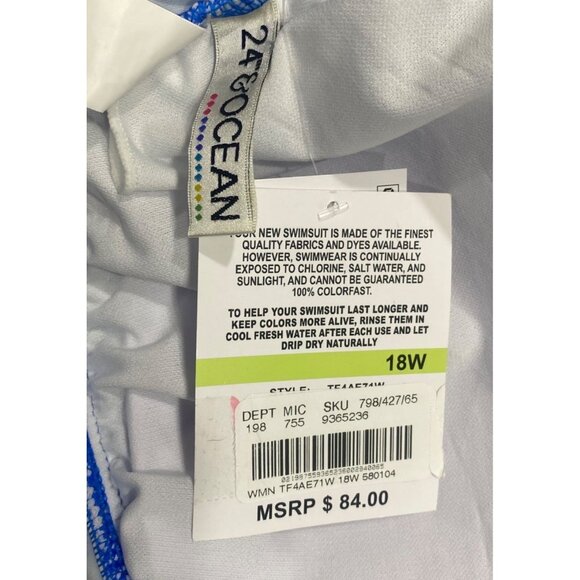 24TH & OCEAN
YOUR NEW SWIMSUIT IS MADE OF THE FINEST
QUALITY FABRICS AND DYES AVAILABLE.
HOWEVER, SWIMWEAR IS CONTINUALLY
EXPOSED TO CHLORINE, SALT WATER, AND
SUNLIGHT, AND CANNOT BE GUARANTEED
100% COLORFAST.
TO HELP YOUR SWIMSUIT LAST LONGER AND
KEEP COLORS MORE ALIVE, RINSE THEM IN
COOL FRESH WATER AFTER EACH USE AND LET
DRIP DRY NATURALLY
18W
STYLE: TF4AE71W
DEPT MIC SKU 798/427/65
198 755 9365236
021987559365236002840065
WMN TF4AE71W 18W 580104
MSRP $ 84.00